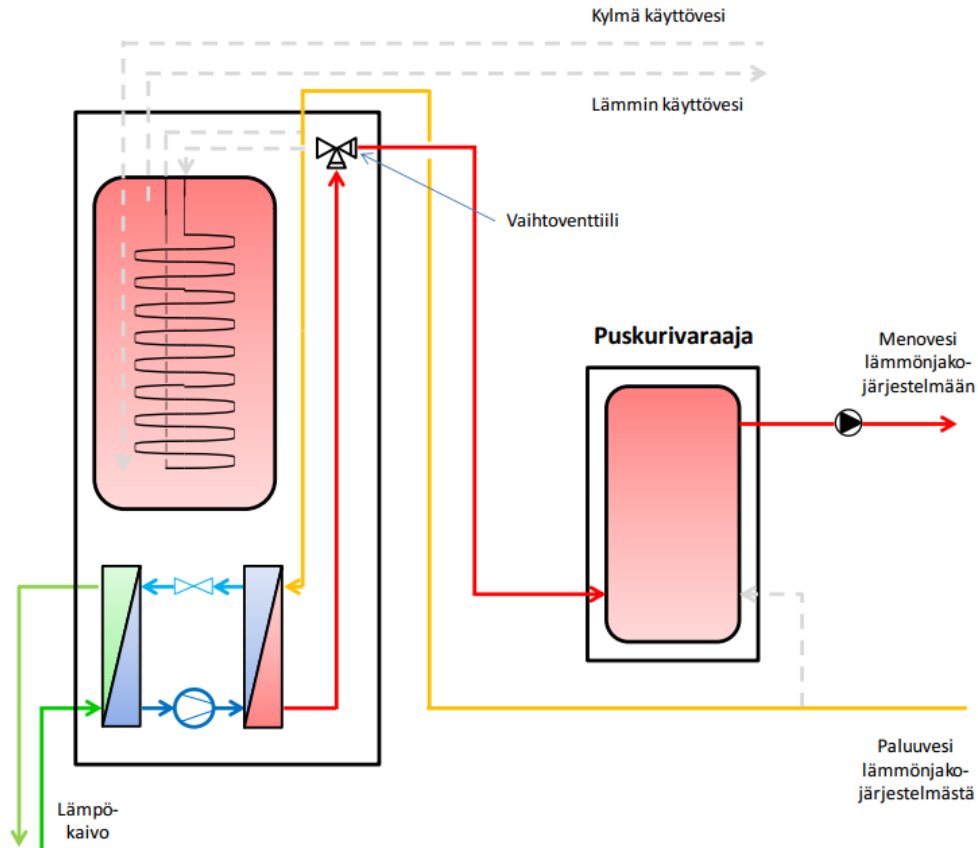 Kylmä käyttövesi
Lämmin käyttövesi
Vaihtoventtiili
Puskurivaraaja
Menovesi
lämmönjako-
järjestelmään
Paluuvesi
lämmönjako-
järjestelmästä
Lämpö-
kaivo